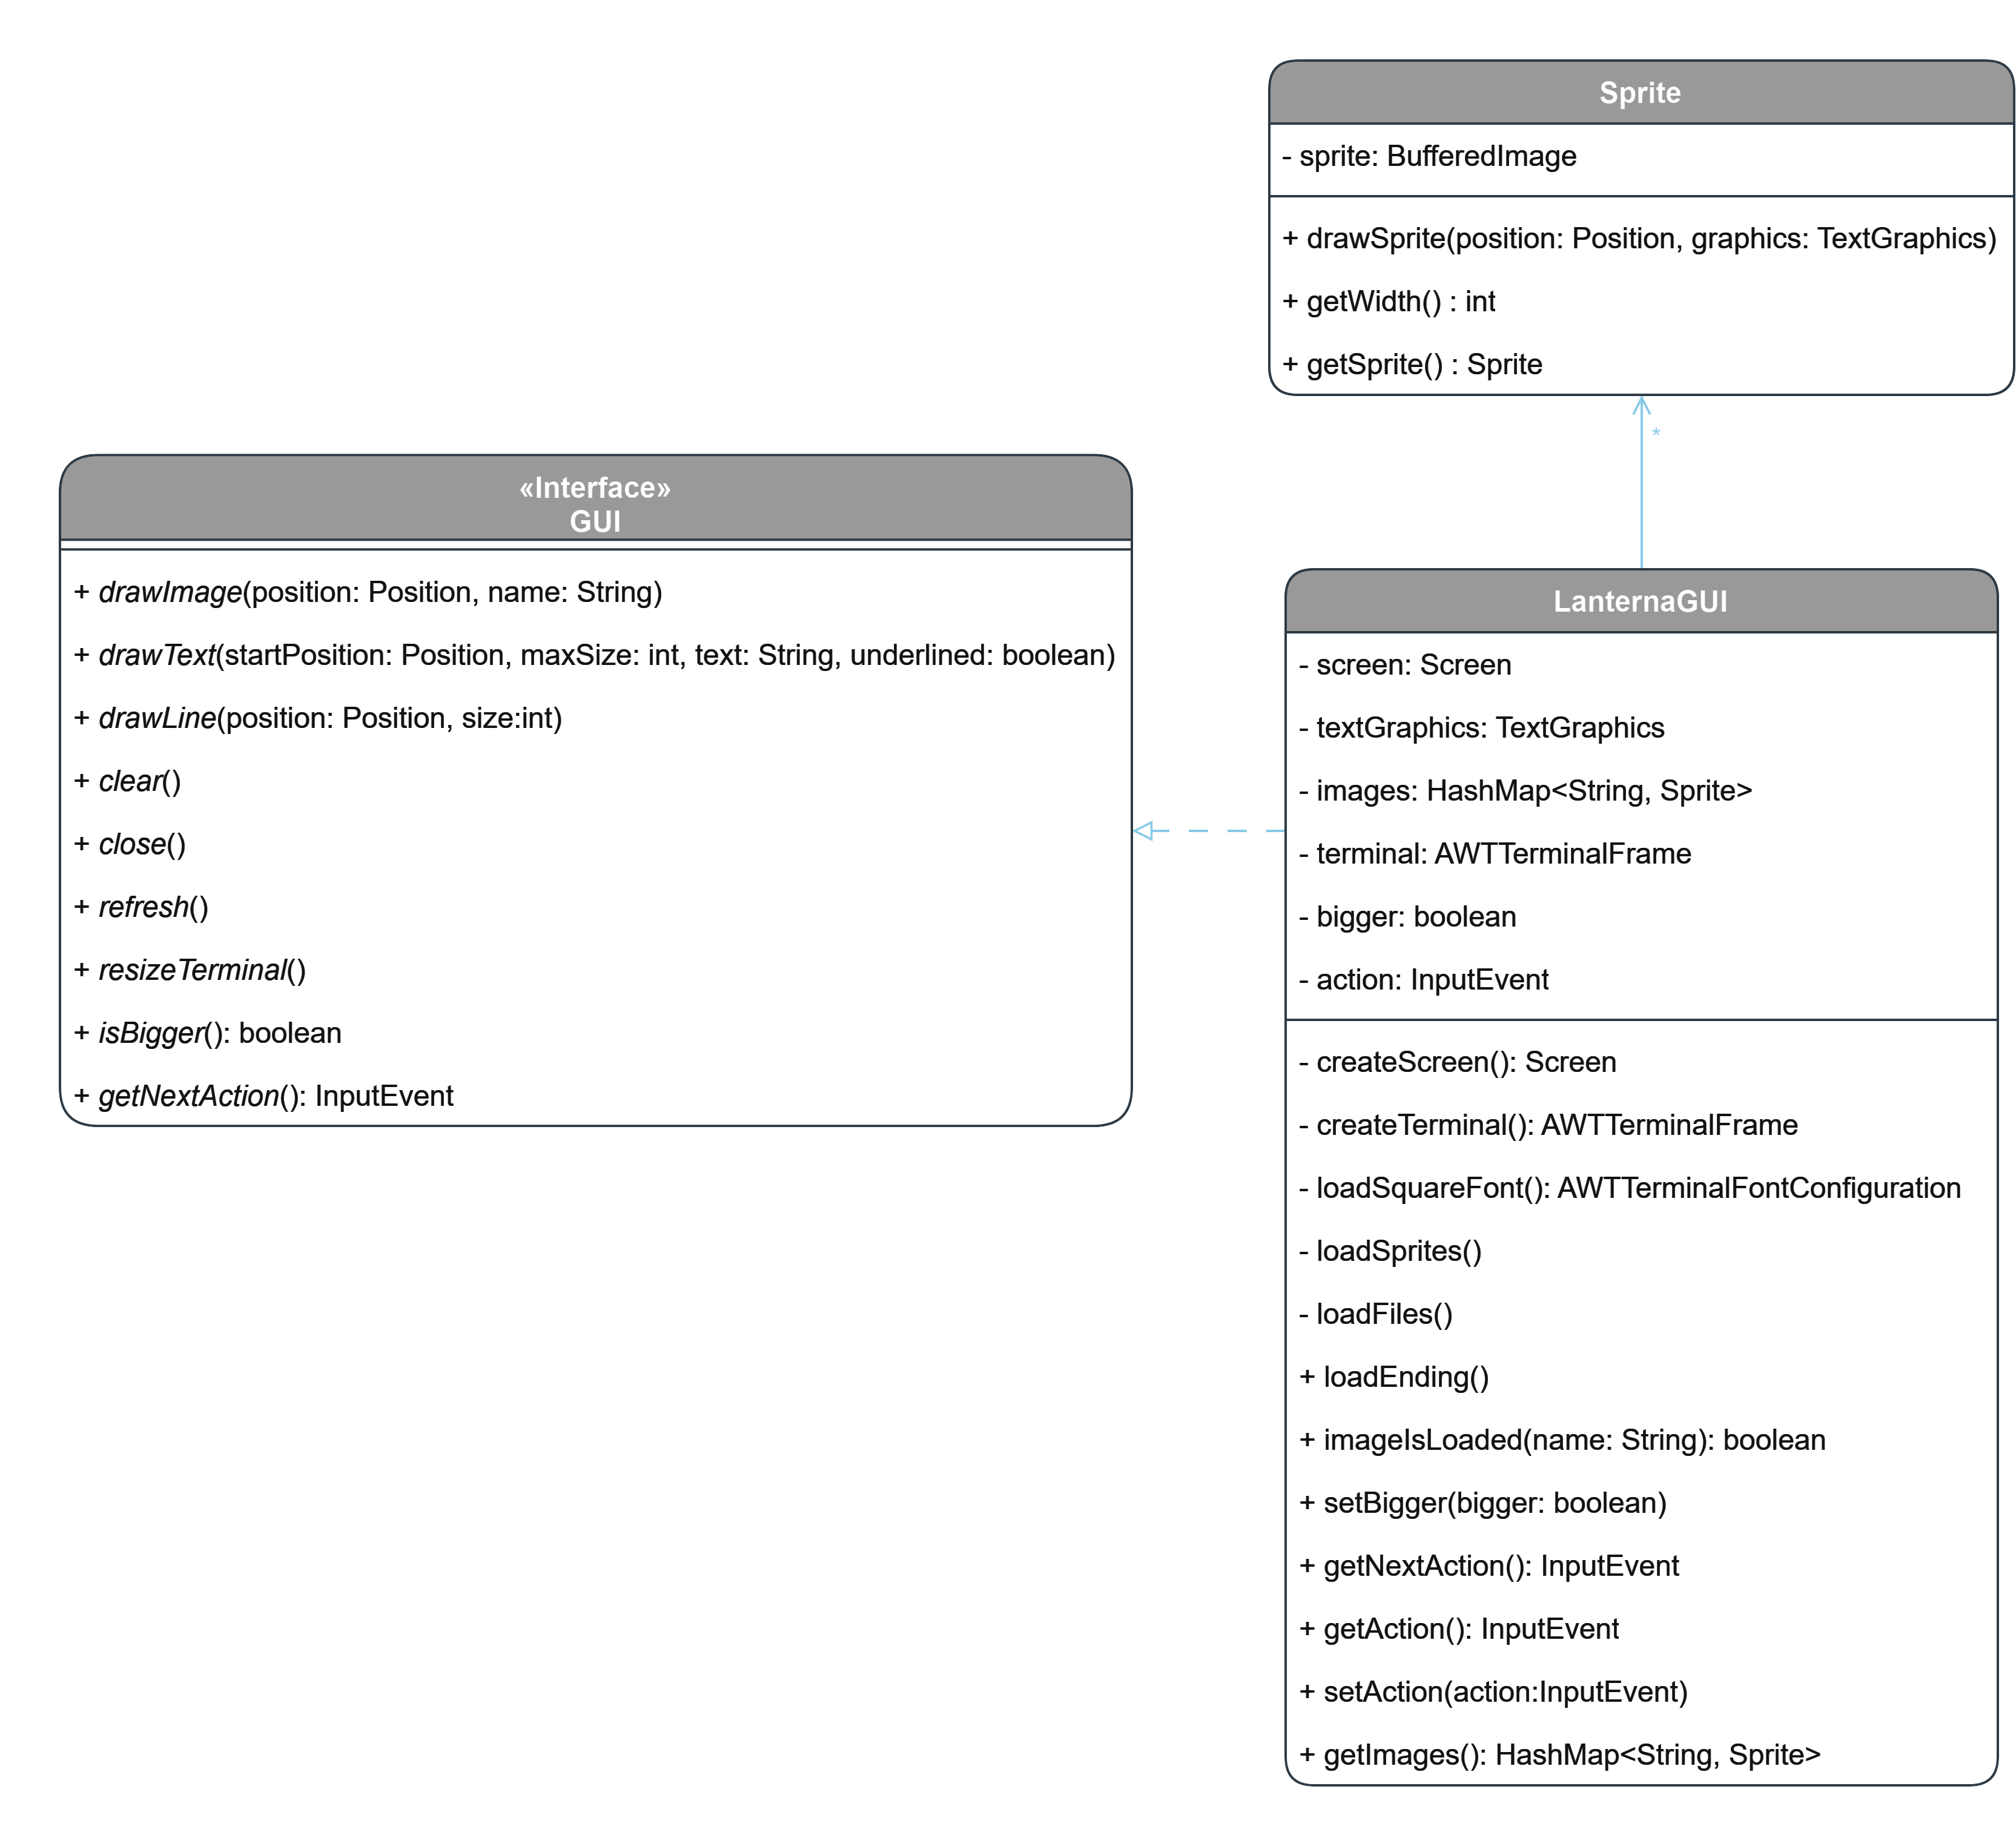 Sprite
- sprite: BufferedImage
+ drawSprite(position: Position, graphics: TextGraphics)
+ getWidth() : int
+ getSprite() : Sprite
*
«Interface»
GUI
+ drawImage(position: Position, name: String)
+ drawText(startPosition: Position, maxSize: int, text: String, underlined: boolean)
+ drawLine(position: Position, size:int)
+ clear()
+ close()
+ refresh()
+ resizeTerminal()
+ isBigger(): boolean
+ getNextAction(): InputEvent
LanternaGUI
- screen: Screen
- textGraphics: TextGraphics
- images: HashMap<String, Sprite>
- terminal: AWTTerminalFrame
- bigger: boolean
- action: InputEvent
- createScreen(): Screen
- createTerminal(): AWTTerminalFrame
- loadSquareFont(): AWTTerminalFontConfiguration
- loadSprites()
- loadFiles()
+ loadEnding()
+ imageIsLoaded(name: String): boolean
+ setBigger(bigger: boolean)
+ getNextAction(): InputEvent
+ getAction(): InputEvent
+ setAction(action:InputEvent)
+ getImages(): HashMap<String, Sprite>